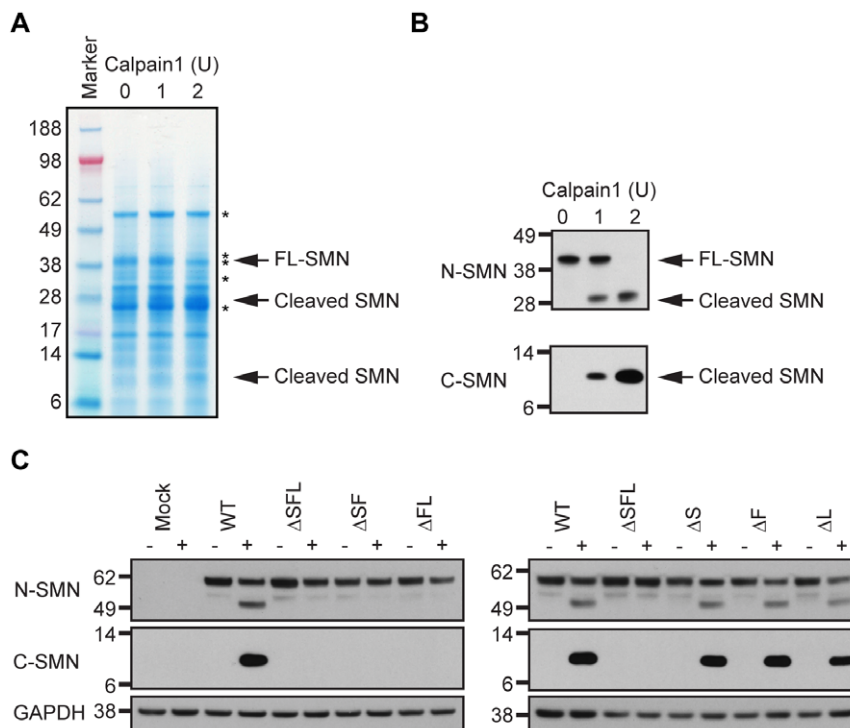 A
Marker
Calpain1 (U)
0 1 2
188
98
62
49
38
28
17
14
6
*
*
*
*
*
FL-SMN
Cleaved SMN
Cleaved SMN
B
Calpain1 (U)
0 1 2
N-SMN
49
38
28
FL-SMN
Cleaved SMN
C-SMN
14
6
Cleaved SMN
C
Mock WT ΔSFL ΔSF ΔFL
- + - + - + - + - +
N-SMN
62
49
C-SMN
14
6
GAPDH 38
WT ΔSFL ΔS ΔF ΔL
- + - + - + - + - +
62
49
14
6
38